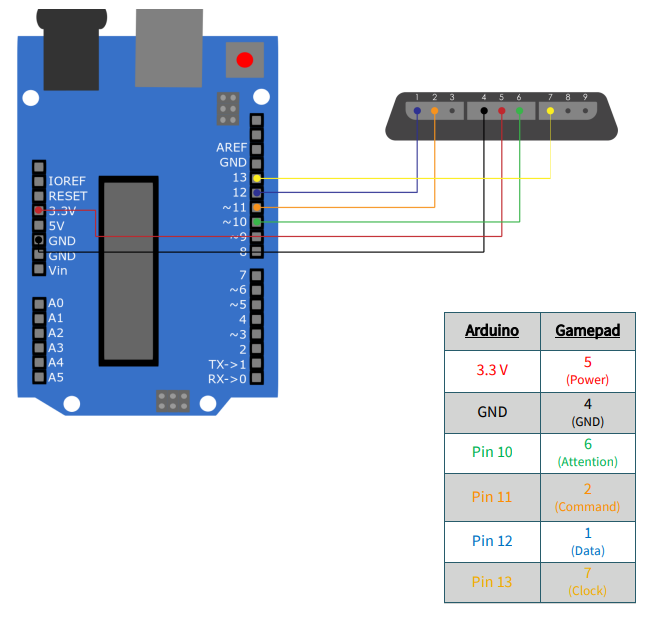 1 2 3 4 5 6 7 8 9
AREF
GND
13
12
~11
~10
~9
8
IOREF
RESET
3.3V
5V
GND
GND
Vin
7
~6
~5
4
~3
2
TX->1
RX->0
A0
A1
A2
A3
A4
A5
Arduino Gamepad
3.3 V 5
(Power)
GND 4
(GND)
Pin 10 6
(Attention)
Pin 11 2
(Command)
Pin 12 1
(Data)
Pin 13 7
(Clock)